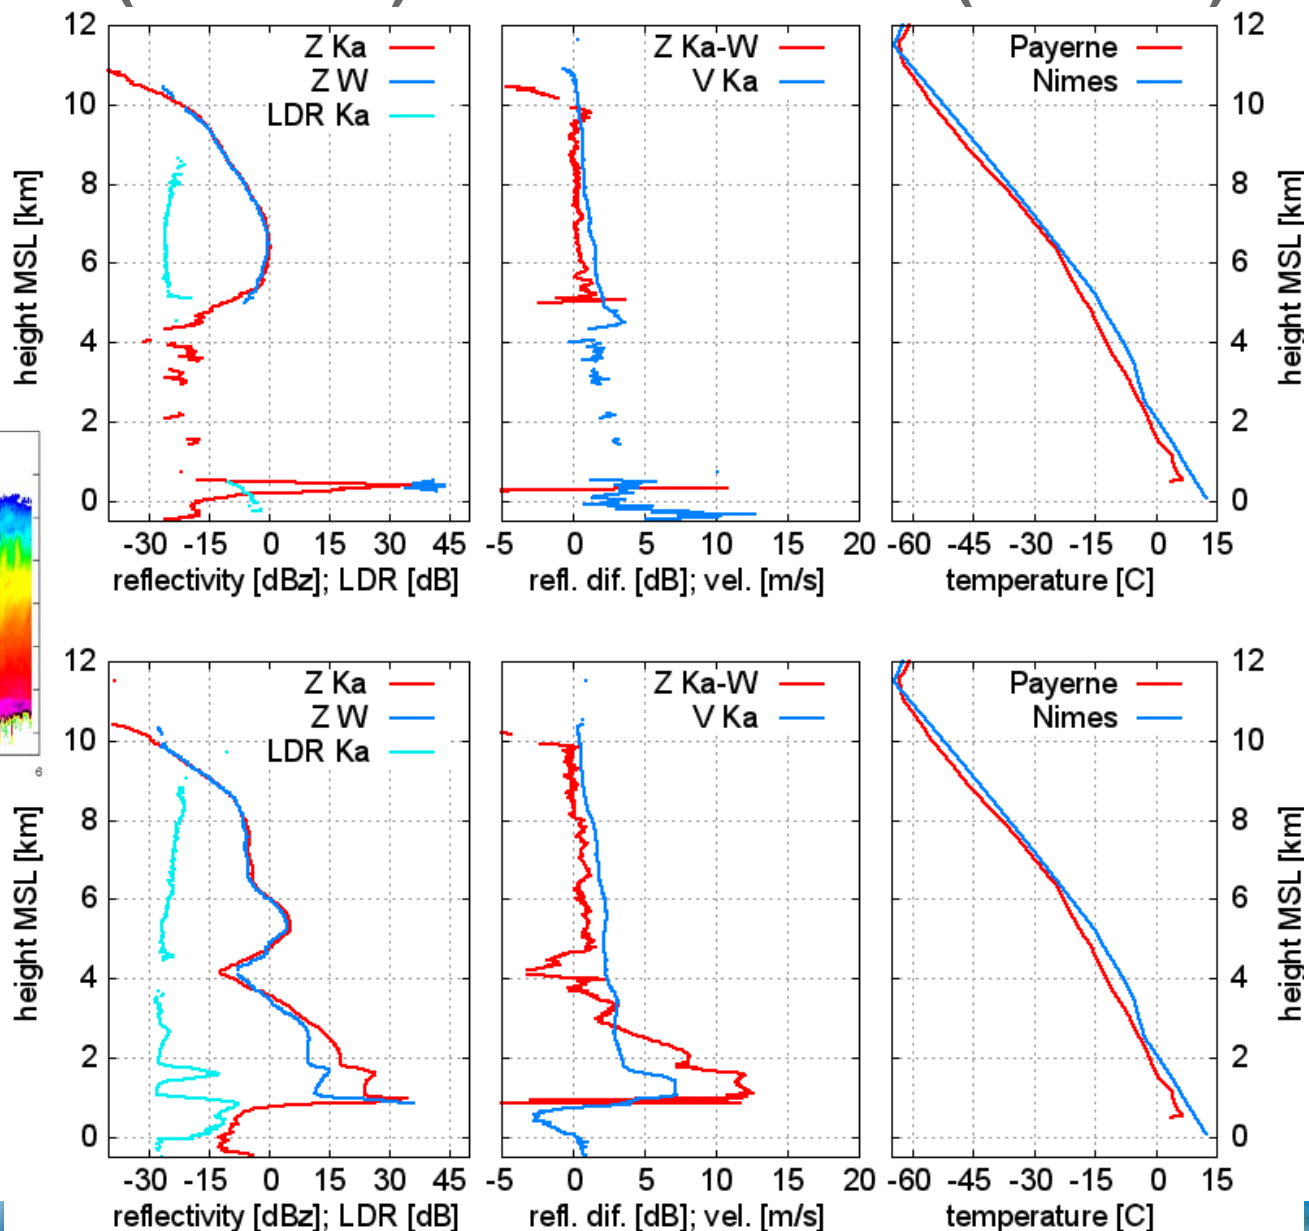 12
10
8
6
4
2
0
height MSL [km]
Z Ka
Z W
LDR Ka
-30 -15 0 15 30 45
reflectivity [dBz]; LDR [dB]
Z Ka-W
V Ka
-5 0 5 10 15 20
refl. dif. [dB]; vel. [m/s]
Payerne
Nimes
-60 -45 -30 -15 0 15
temperature [C]
12
10
8
6
4
2
0
height MSL [km]
6
12
10
8
6
4
2
0
height MSL [km]
Z Ka
Z W
LDR Ka
-30 -15 0 15 30 45
reflectivity [dBz]; LDR [dB]
Z Ka-W
V Ka
-5 0 5 10 15 20
refl. dif. [dB]; vel. [m/s]
Payerne
Nimes
-60 -45 -30 -15 0 15
temperature [C]
12
10
8
6
4
2
0
height MSL [km]